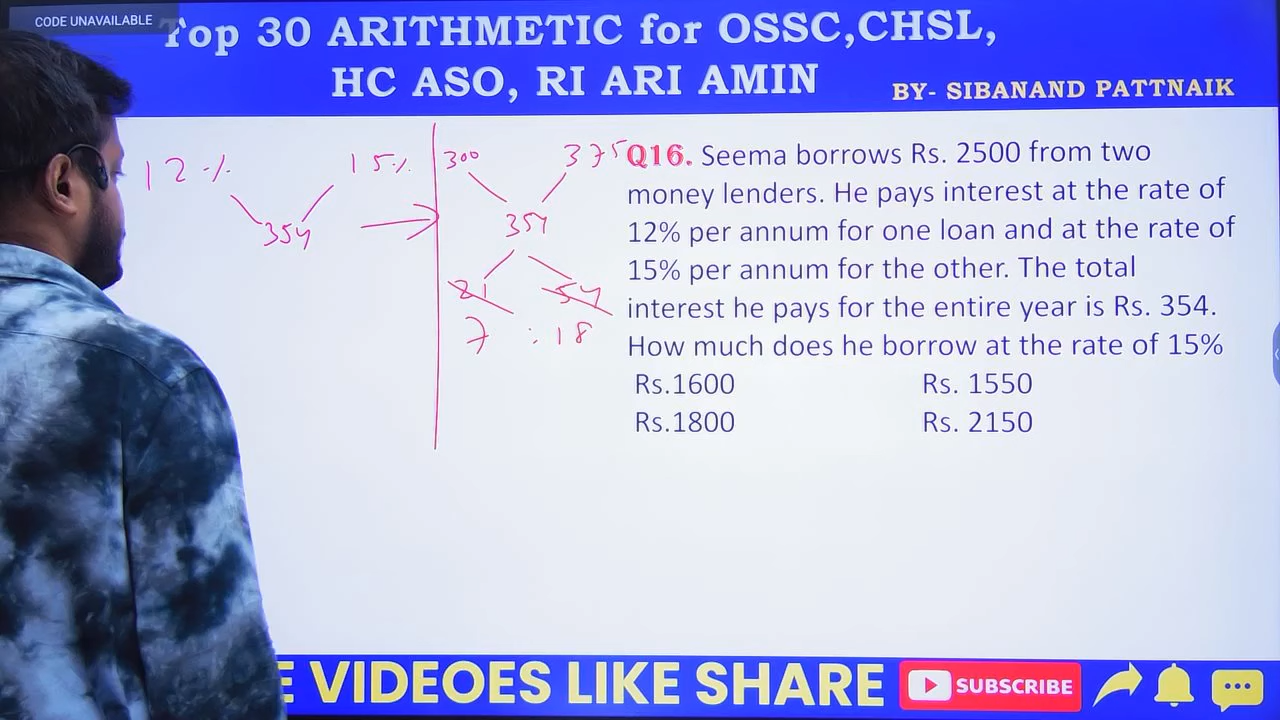 CODE UNAVAILABLE
Top 30 ARITHMETIC for OSSC,CHSL,
HC ASO, RI ARI AMIN
BY- SIBANAND PATTNAIK
12% 15%
354
300 375
354
21 54
7 : 18
Q16. Seema borrows Rs. 2500 from two
money lenders. He pays interest at the rate of
12% per annum for one loan and at the rate of
15% per annum for the other. The total
interest he pays for the entire year is Rs. 354.
How much does he borrow at the rate of 15%
Rs.1600 Rs. 1550
Rs.1800 Rs. 2150
E VIDEOES LIKE SHARE SUBSCRIBE